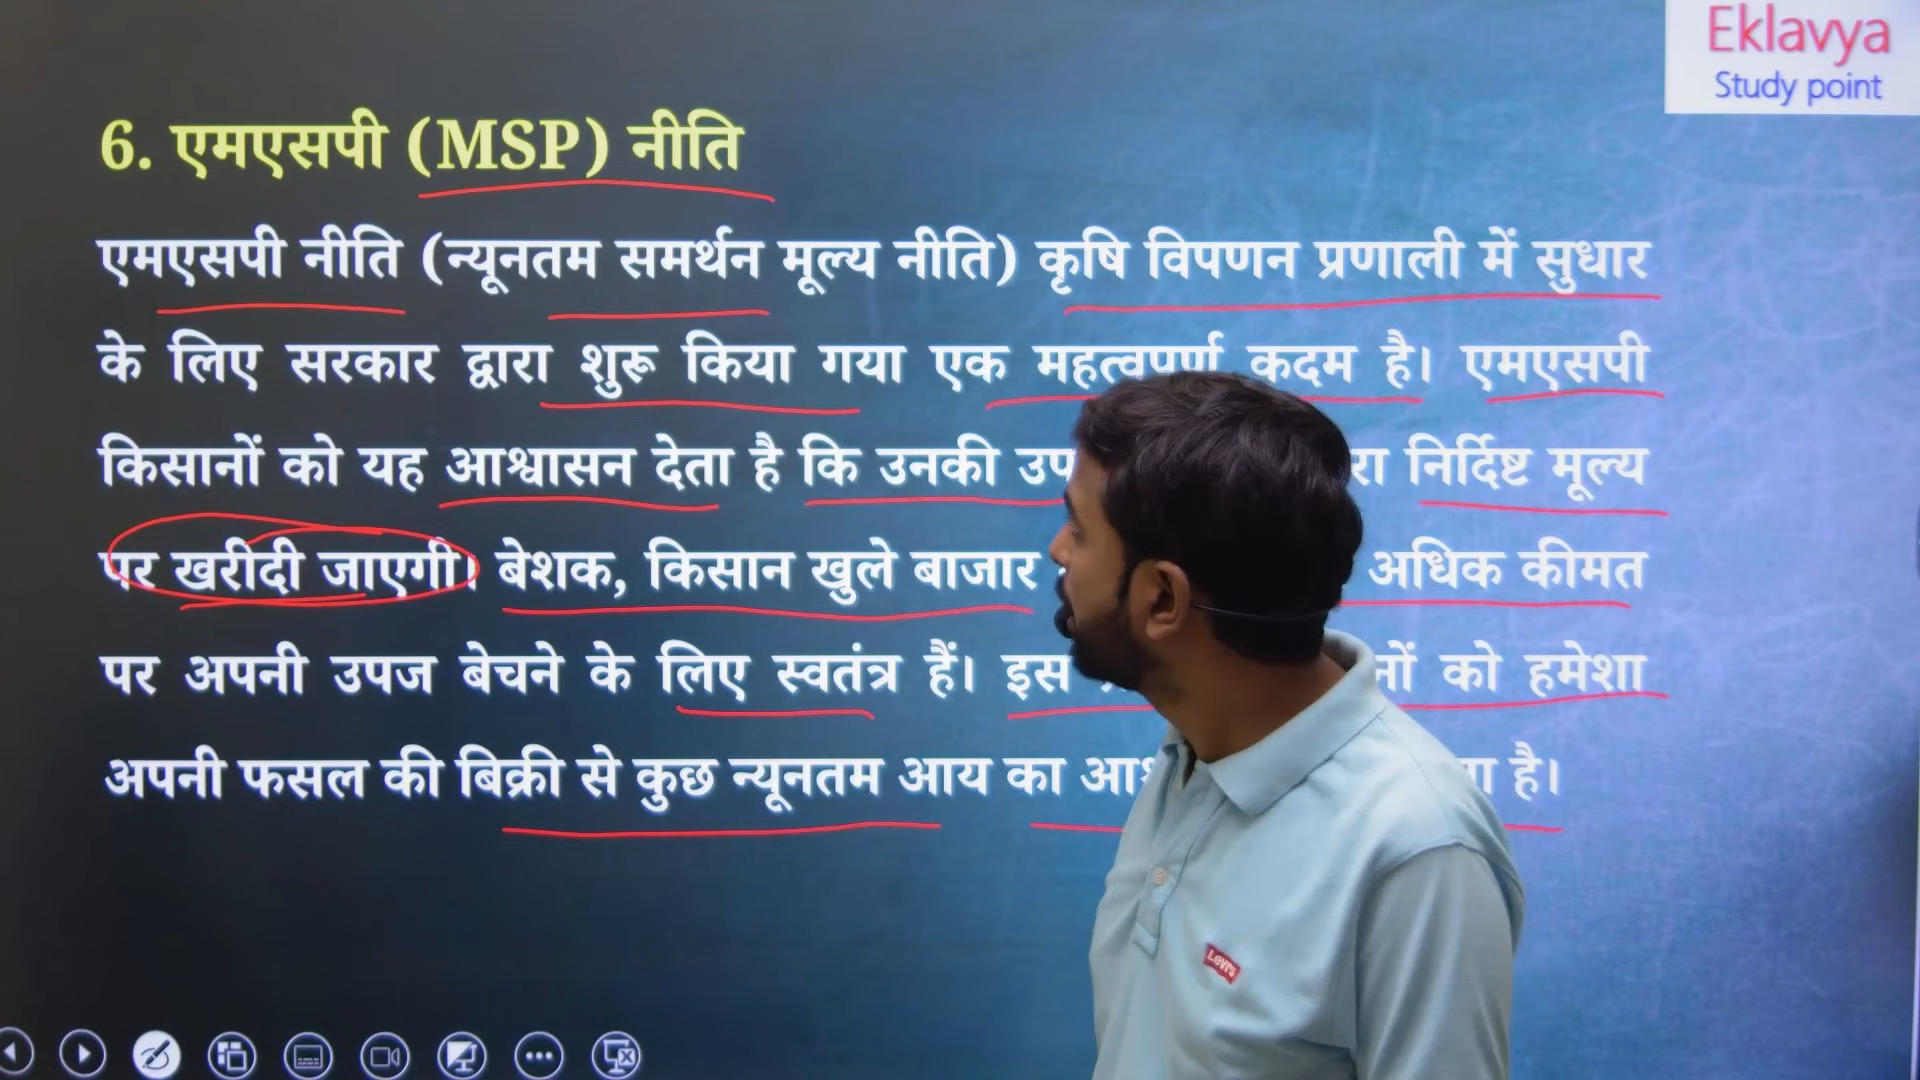 Eklavya
Study point
6. एमएसपी (MSP) नीति
एमएसपी नीति (न्यूनतम समर्थन मूल्य नीति) कृषि विपणन प्रणाली में सुधार
के लिए सरकार द्वारा शुरू किया गया एक महत्वपूर्ण कदम है। एमएसपी
किसानों को यह आश्वासन देता है कि उनकी निर्दिष्ट मूल्य
पर खरीदी जाएगी। बेशक, किसान खुले बाजार अधिक कीमत
पर अपनी उपज बेचने के लिए स्वतंत्र हैं। इस को हमेशा
अपनी फसल की बिक्री से कुछ न्यूनतम आय का है।
Levi's